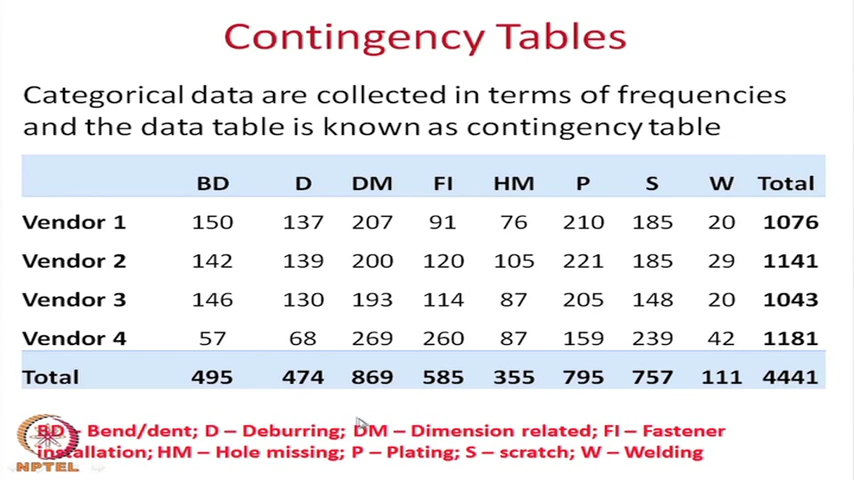 Contingency Tables
Categorical data are collected in terms of frequencies
and the data table is known as contingency table
BD D DM FI HM P S W Total
Vendor 1 150 137 207 91 76 210 185 20 1076
Vendor 2 142 139 200 120 105 221 185 29 1141
Vendor 3 146 130 193 114 87 205 148 20 1043
Vendor 4 57 68 269 260 87 159 239 42 1181
Total 495 474 869 585 355 795 757 111 4441
BD – Bend/dent; D – Deburring; DM – Dimension related; FI – Fastener
installation; HM – Hole missing; P – Plating; S – scratch; W – Welding
NPTEL